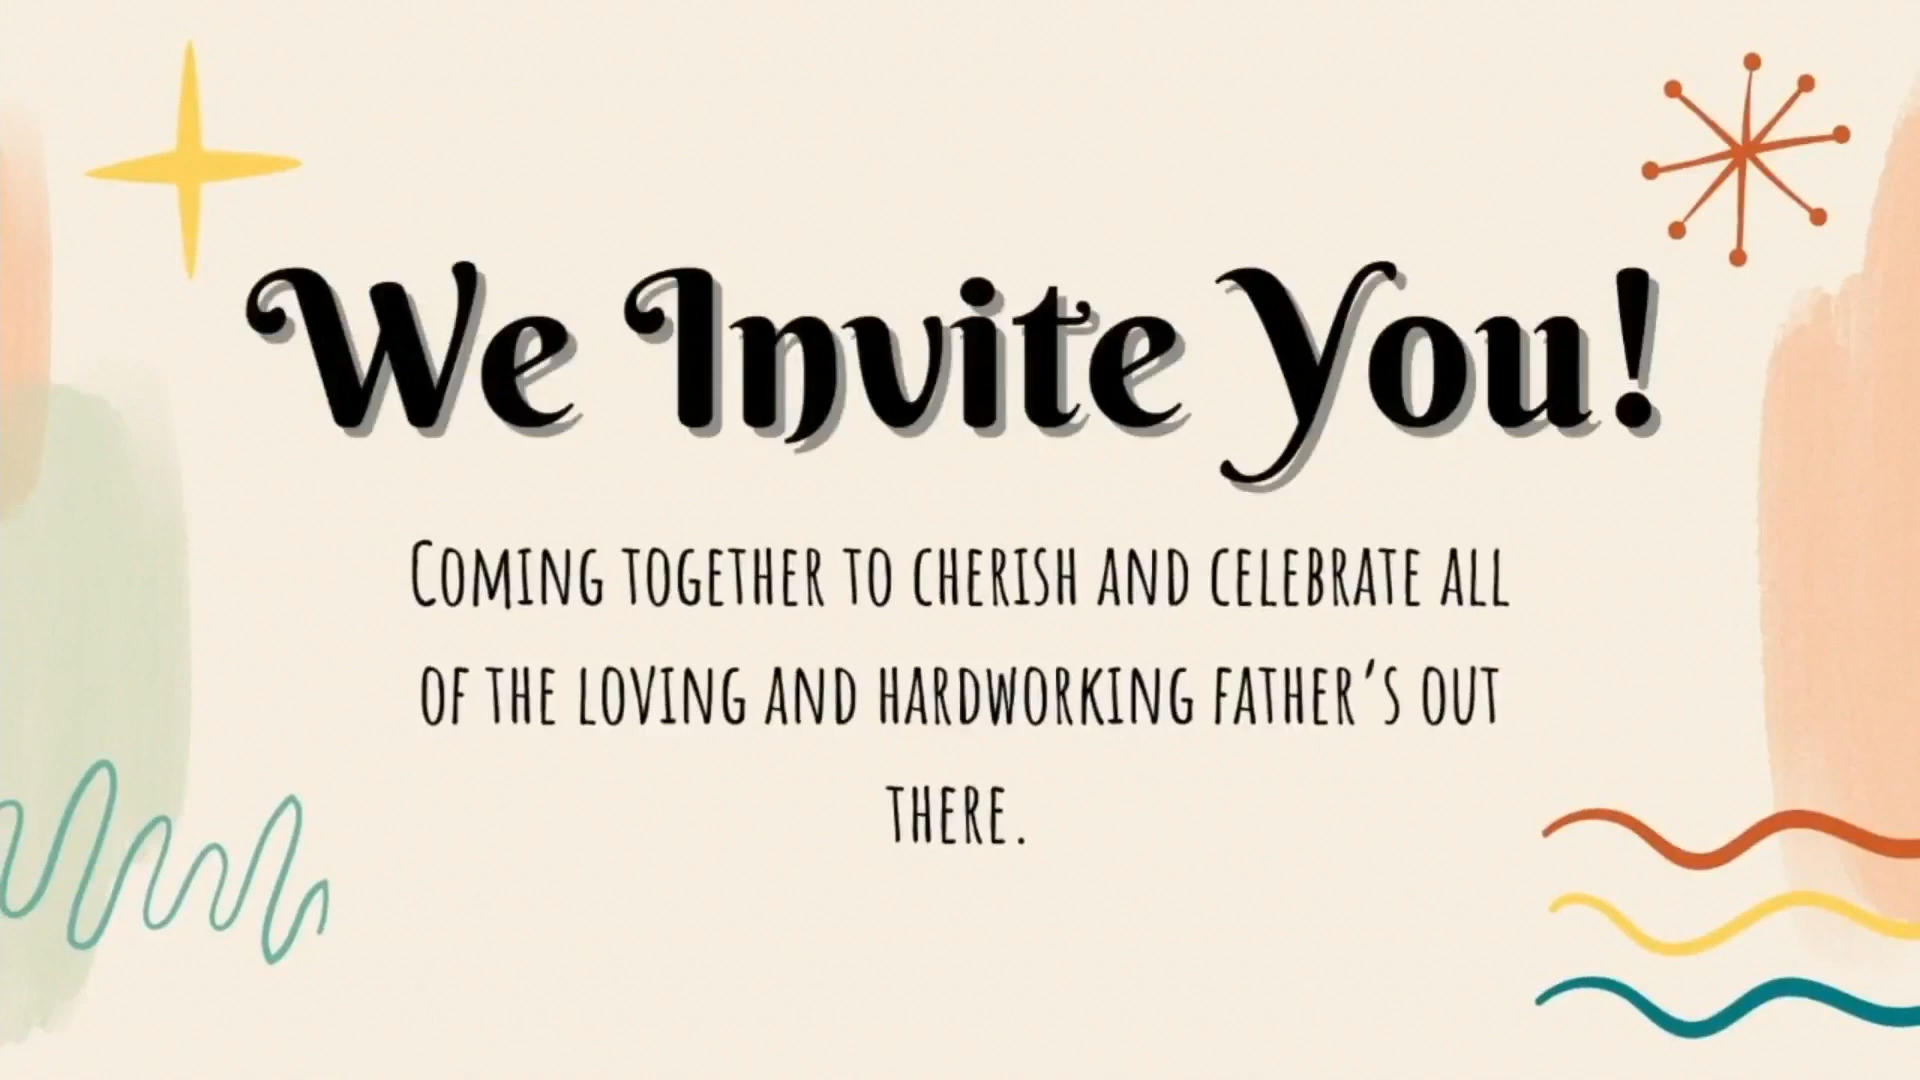 We Invite You!
Coming together to cherish and celebrate all
of the loving and hardworking father's out
there.